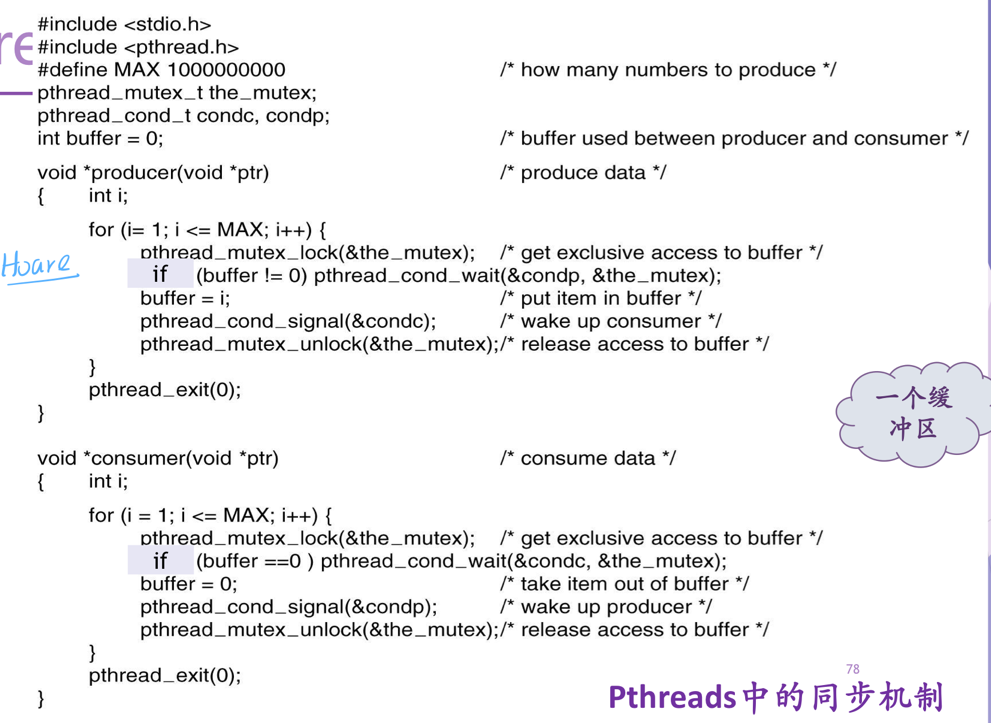 #include <stdio.h>
#include <pthread.h>
#define MAX 1000000000 /* how many numbers to produce */
pthread_mutex_t the_mutex;
pthread_cond_t condc, condp;
int buffer = 0; /* buffer used between producer and consumer */
void *producer(void *ptr) /* produce data */
{ int i;
for (i= 1; i <= MAX; i++) {
pthread_mutex_lock(&the_mutex); /* get exclusive access to buffer */
Hoare
if (buffer != 0) pthread_cond_wait(&condp, &the_mutex);
buffer = i; /* put item in buffer */
pthread_cond_signal(&condc); /* wake up consumer */
pthread_mutex_unlock(&the_mutex);/* release access to buffer */
}
pthread_exit(0);
}
一个缓
冲区
void *consumer(void *ptr) /* consume data */
{ int i;
for (i = 1; i <= MAX; i++) {
pthread_mutex_lock(&the_mutex); /* get exclusive access to buffer */
if (buffer ==0 ) pthread_cond_wait(&condc, &the_mutex);
buffer = 0; /* take item out of buffer */
pthread_cond_signal(&condp); /* wake up producer */
pthread_mutex_unlock(&the_mutex);/* release access to buffer */
}
pthread_exit(0);
}
78
Pthreads中的同步机制